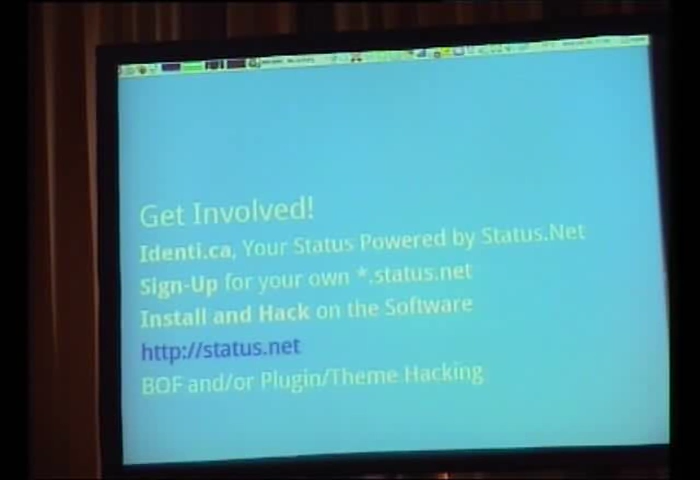 Get Involved!
Identi.ca, Your Status Powered by Status.Net
Sign-Up for your own *.status.net
Install and Hack on the Software
http://status.net
BOF and/or Plugin/Theme Hacking